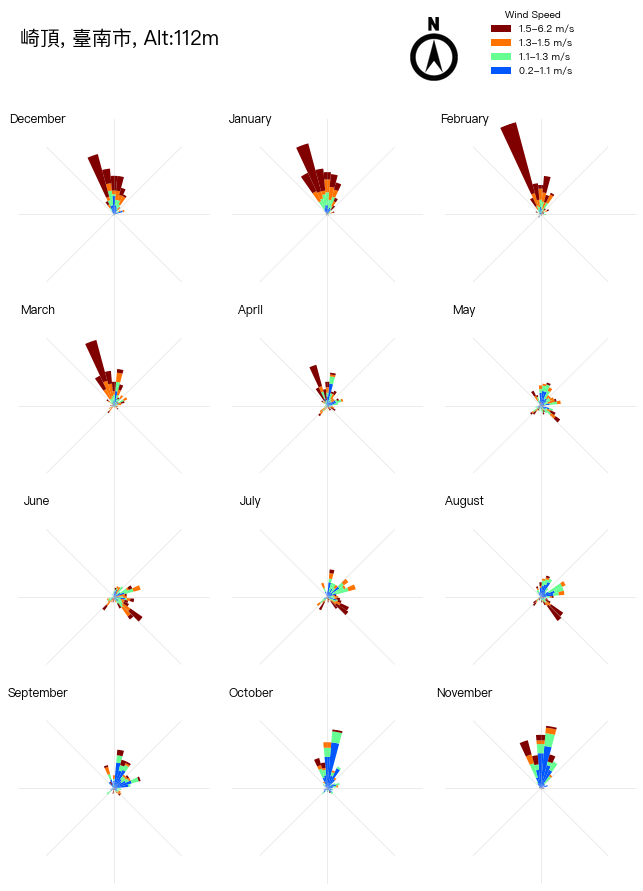 崎頂, 臺南市, Alt:112m
N
Wind Speed
1.5–6.2 m/s
1.3–1.5 m/s
1.1–1.3 m/s
0.2–1.1 m/s
December
January
February
March
April
May
June
July
August
September
October
November